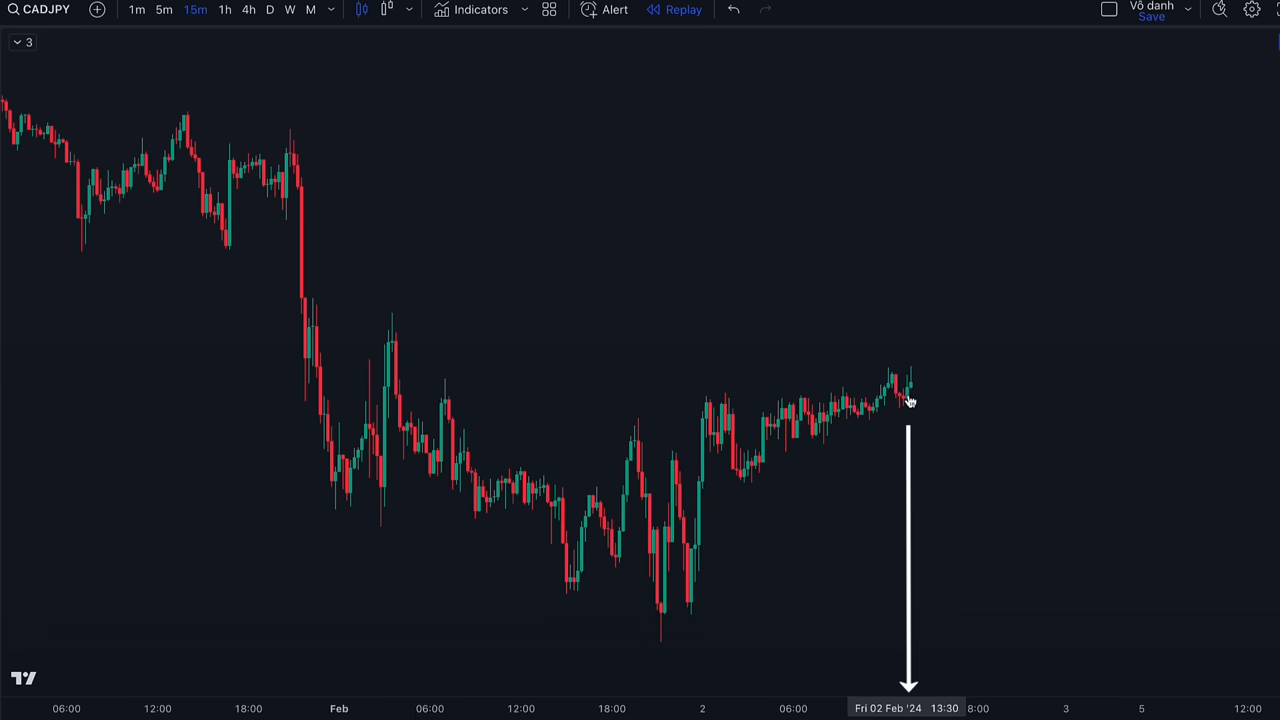 CADJPY 1m 5m 15m 1h 4h D W M Indicators Alert Replay Vô danh
Save
3
06:00 12:00 18:00 Feb 06:00 12:00 18:00 2 06:00 Fri 02 Feb '24 13:30 8:00 3 5 12:00